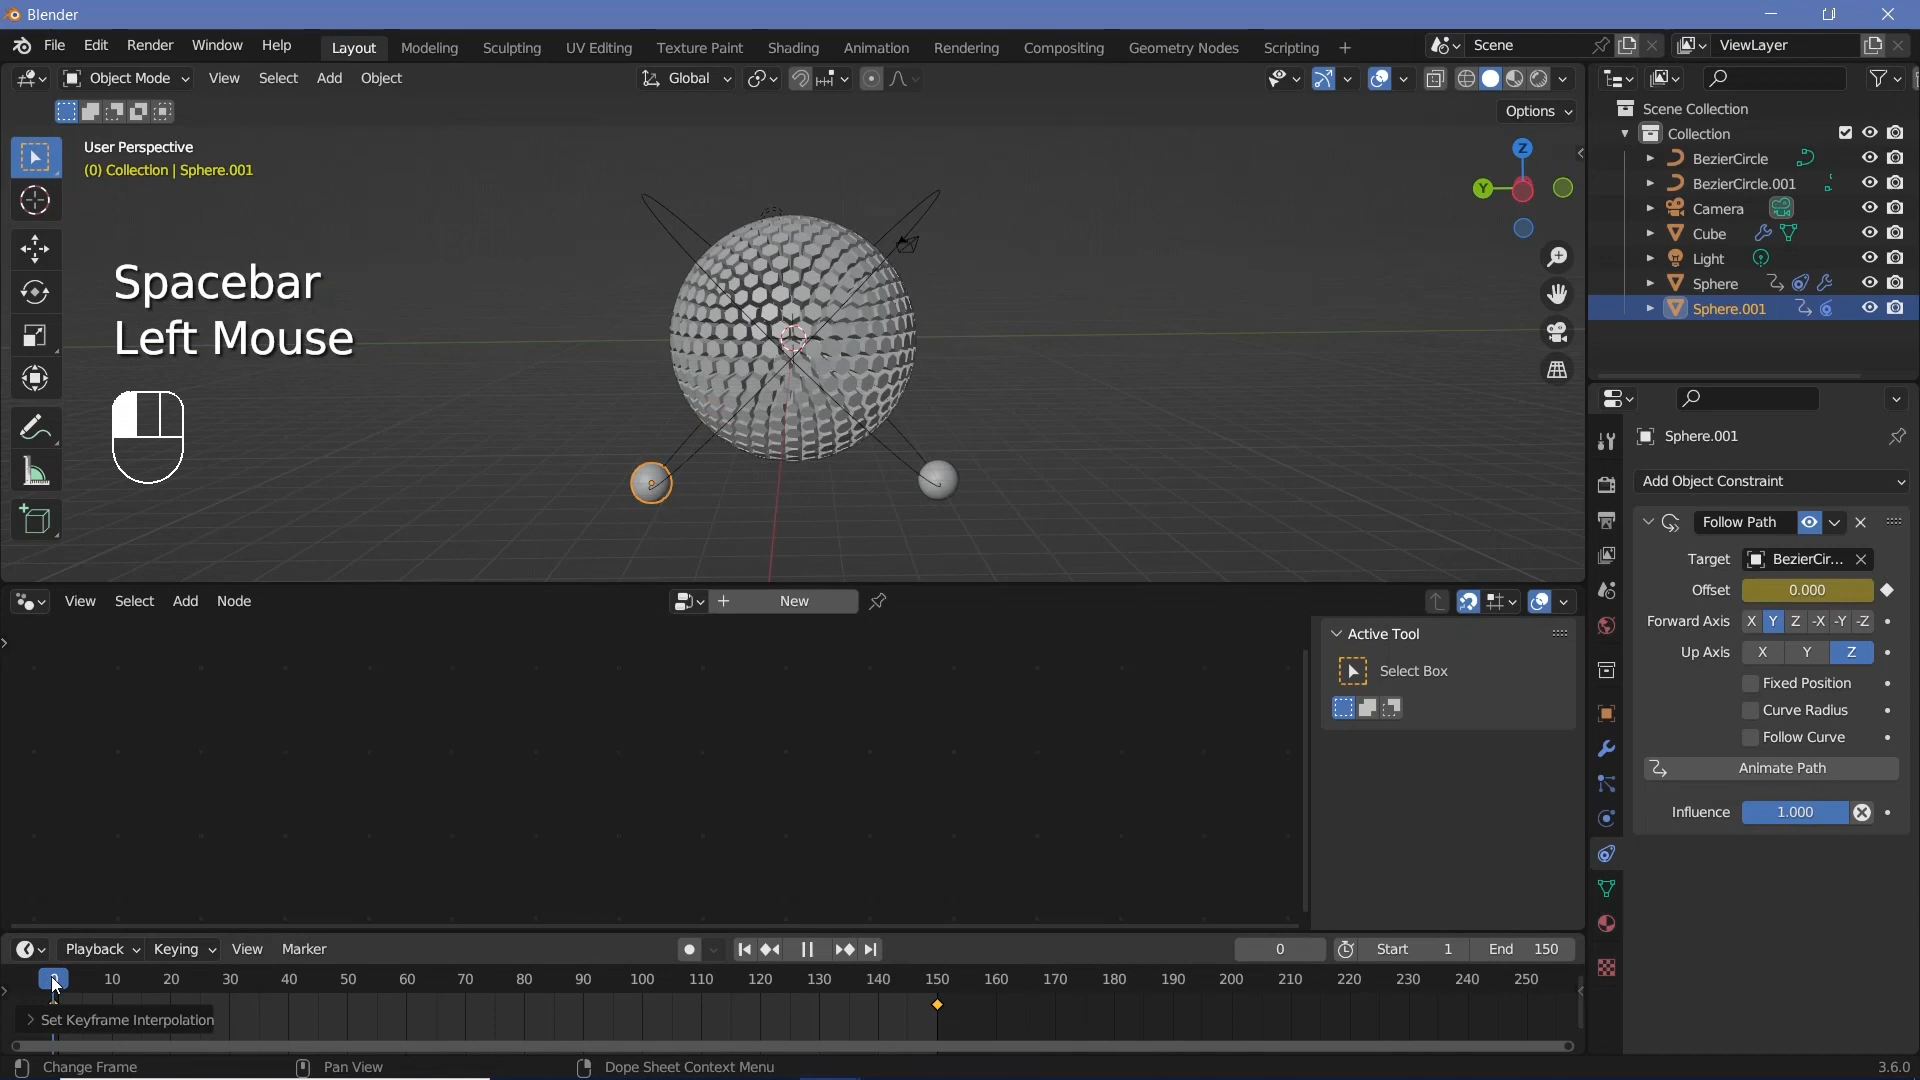 Blender
File Edit Render Window Help Layout Modeling Sculpting UV Editing Texture Paint Shading Animation Rendering Compositing Geometry Nodes Scripting + Scene ViewLayer
Object Mode View Select Add Object Global
Options
User Perspective
(0) Collection | Sphere.001
Spacebar
Left Mouse
Z
Y
Scene Collection
Collection
BezierCircle
BezierCircle.001
Camera
Cube
Light
Sphere
Sphere.001
Sphere.001
Add Object Constraint
Follow Path
Target BezierCir...
Offset 0.000
Forward Axis X Y Z -X -Y -Z
Up Axis X Y Z
Fixed Position
Curve Radius
Follow Curve
Animate Path
Influence 1.000
View Select Add Node + New
Active Tool
Select Box
Playback Keying View Marker 0 Start 1 End 150
0 10 20 30 40 50 60 70 80 90 100 110 120 130 140 150 160 170 180 190 200 210 220 230 240 250
Set Keyframe Interpolation
Change Frame Pan View Dope Sheet Context Menu 3.6.0